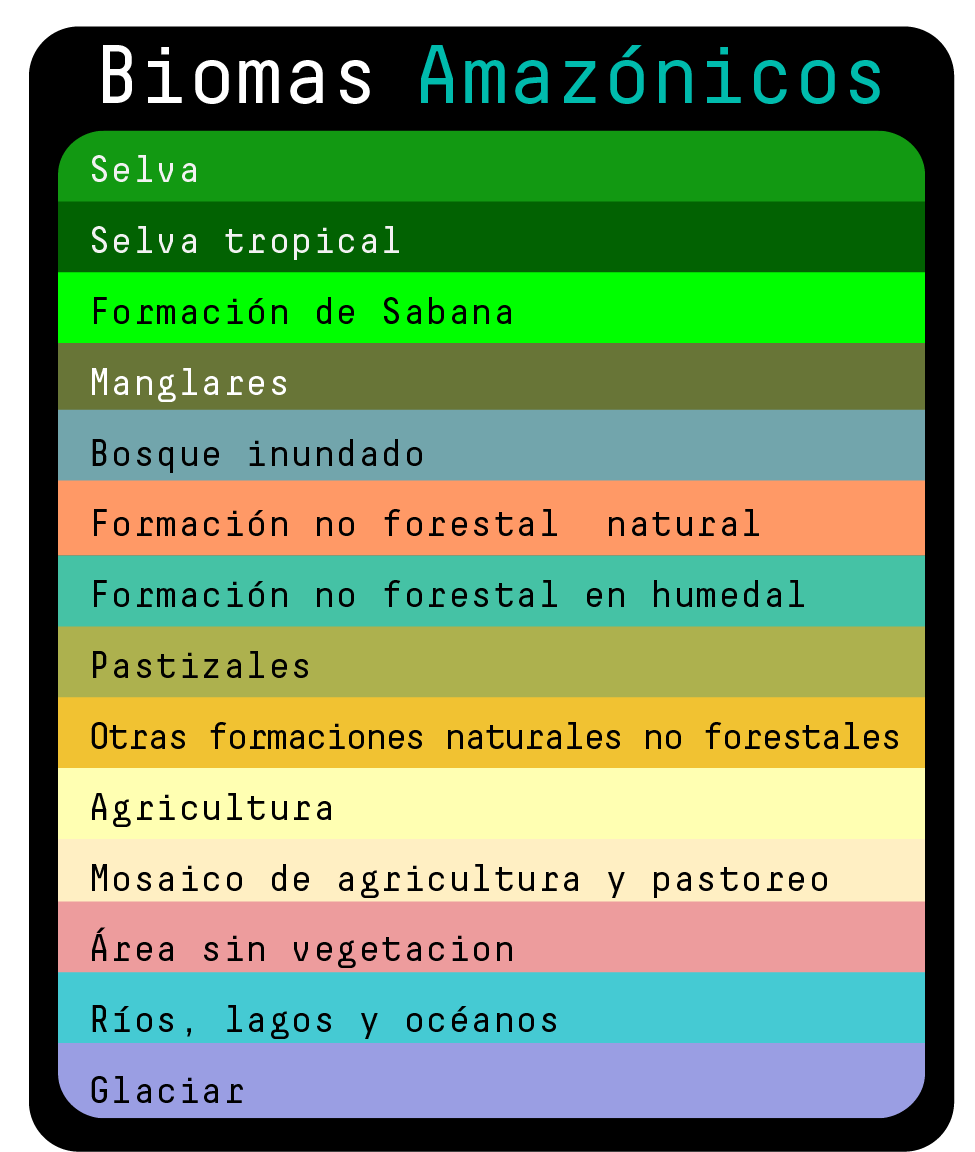 Biomas Amazónicos
Selva
Selva tropical
Formación de Sabana
Manglares
Bosque inundado
Formación no forestal  natural
Formación no forestal en humedal
Pastizales
Otras formaciones naturales no forestales
Agricultura
Mosaico de agricultura y pastoreo
Área sin vegetacion
Ríos, lagos y océanos
Glaciar